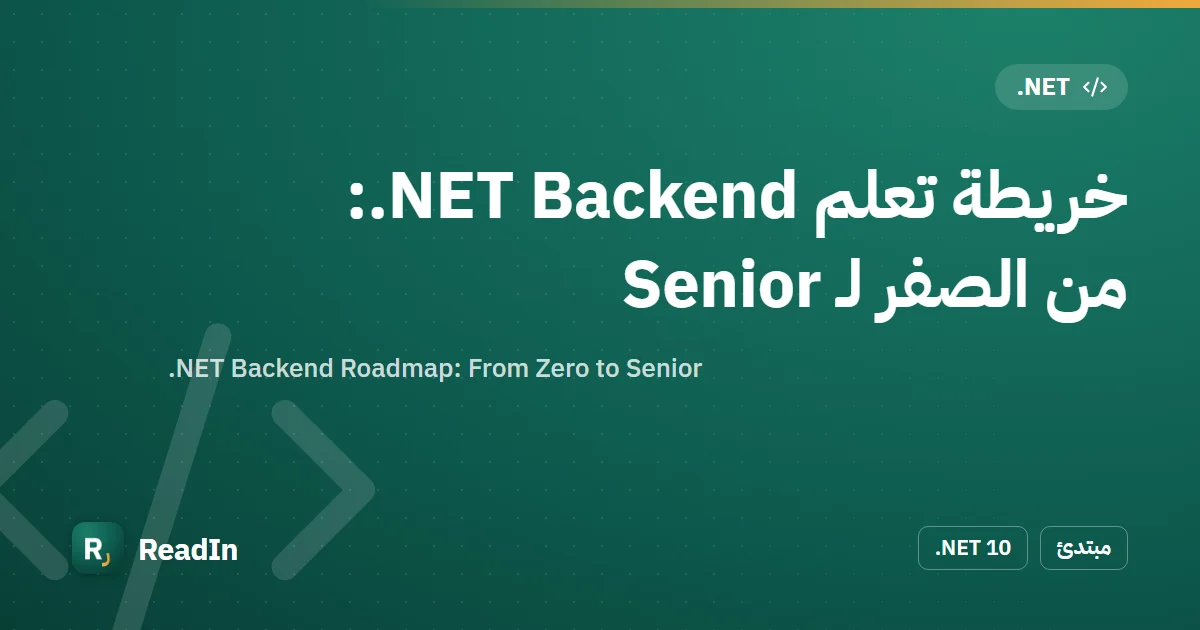 .NET </>
خريطة تعلم .NET Backend:
من الصفر لـ Senior
.NET Backend Roadmap: From Zero to Senior
ReadIn
مبتدئ
.NET 10